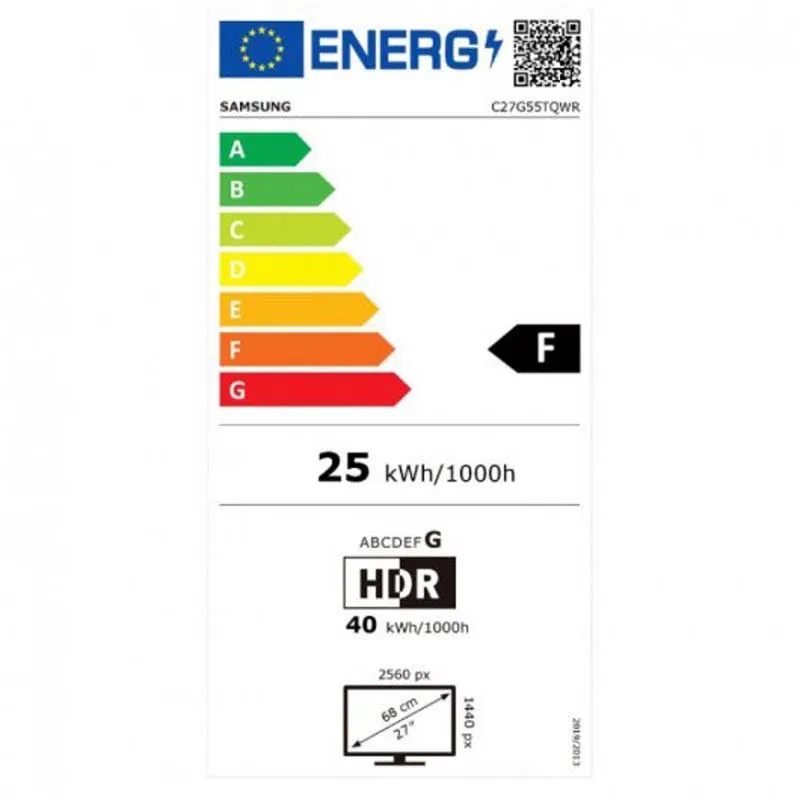 ENERG
SAMSUNG C27G55TQWR
A
B
C
D
E
F
F
G
25 kWh/1000h
ABCDEFG
HDR
40 kWh/1000h
2560 px
68 cm
27"
1440 px
2019/2013